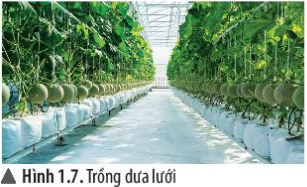 ▲ Hình 1.7. Trồng dưa lưới